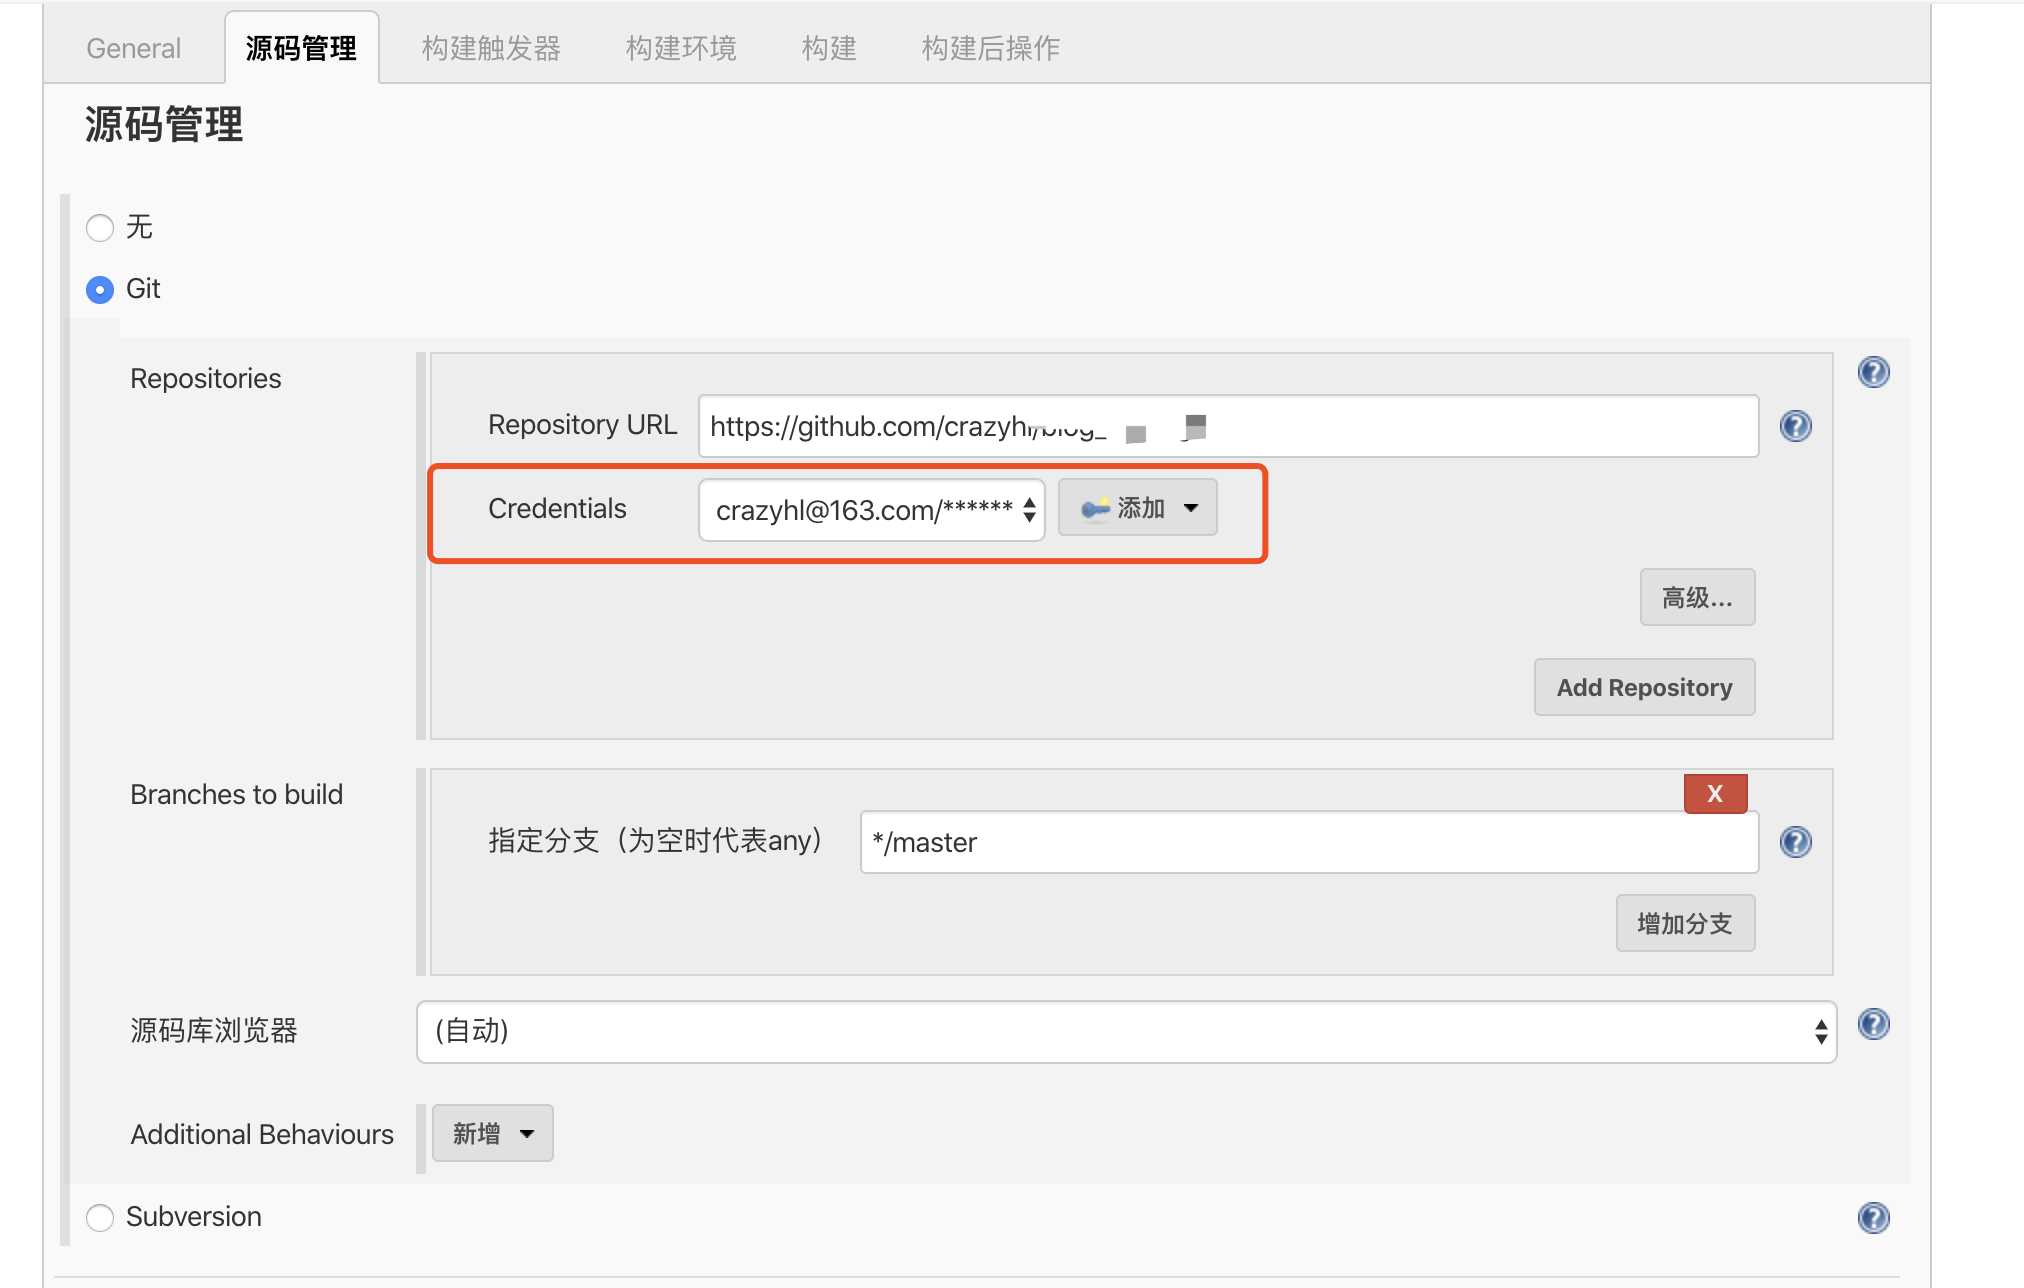 General 源码管理 构建触发器 构建环境 构建 构建后操作
源码管理
无
Git
Repositories
Repository URL https://github.com/crazyhl/blog_
Credentials crazyhl@163.com/****** 添加
高级...
Add Repository
Branches to build
X
指定分支（为空时代表any） */master
增加分支
源码库浏览器 (自动)
Additional Behaviours 新增
Subversion